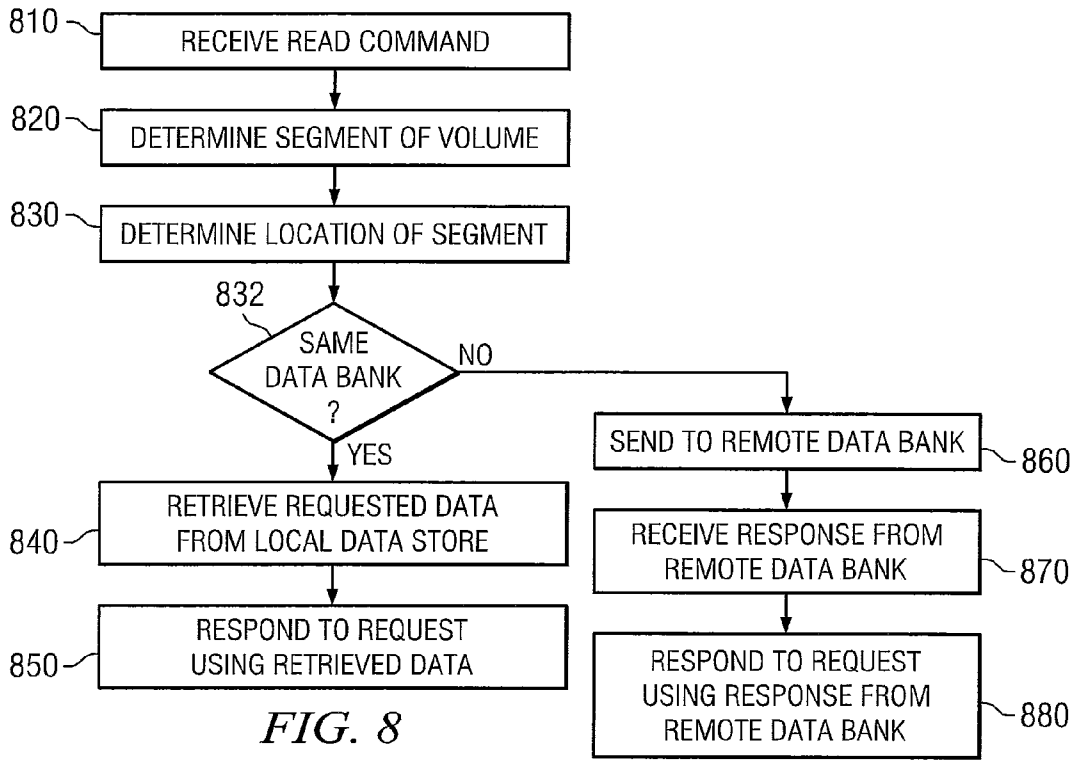 810
RECEIVE READ COMMAND
820
DETERMINE SEGMENT OF VOLUME
830
DETERMINE LOCATION OF SEGMENT
832
SAME
DATA BANK
?
NO
YES
840
RETRIEVE REQUESTED DATA
FROM LOCAL DATA STORE
850
RESPOND TO REQUEST
USING RETRIEVED DATA
SEND TO REMOTE DATA BANK
860
RECEIVE RESPONSE FROM
REMOTE DATA BANK
870
RESPOND TO REQUEST
USING RESPONSE FROM
REMOTE DATA BANK
880
FIG. 8